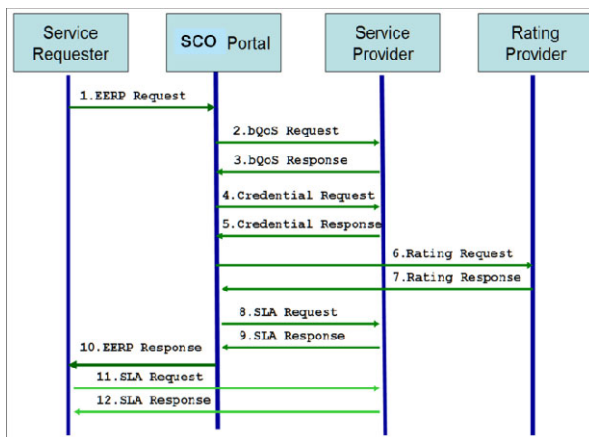 Service Requester
SCO Portal
Service Provider
Rating Provider
1.EERP Request
2.bQoS Request
3.bQoS Response
4.Credential Request
5.Credential Response
6.Rating Request
7.Rating Response
8.SLA Request
9.SLA Response
10.EERP Response
11.SLA Request
12.SLA Response